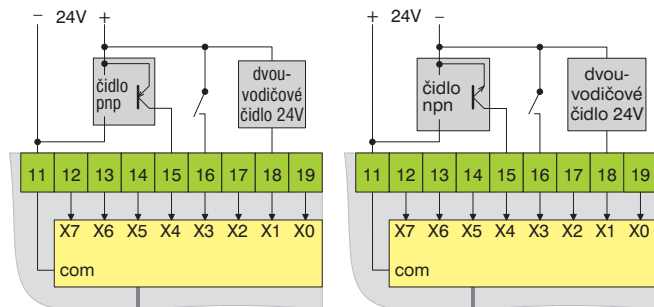 − 24V +
čidlo
pnp
dvou-
vodičové
čidlo 24V
11 12 13 14 15 16 17 18 19
X7 X6 X5 X4 X3 X2 X1 X0
com
+ 24V −
čidlo
npn
dvou-
vodičové
čidlo 24V
11 12 13 14 15 16 17 18 19
X7 X6 X5 X4 X3 X2 X1 X0
com